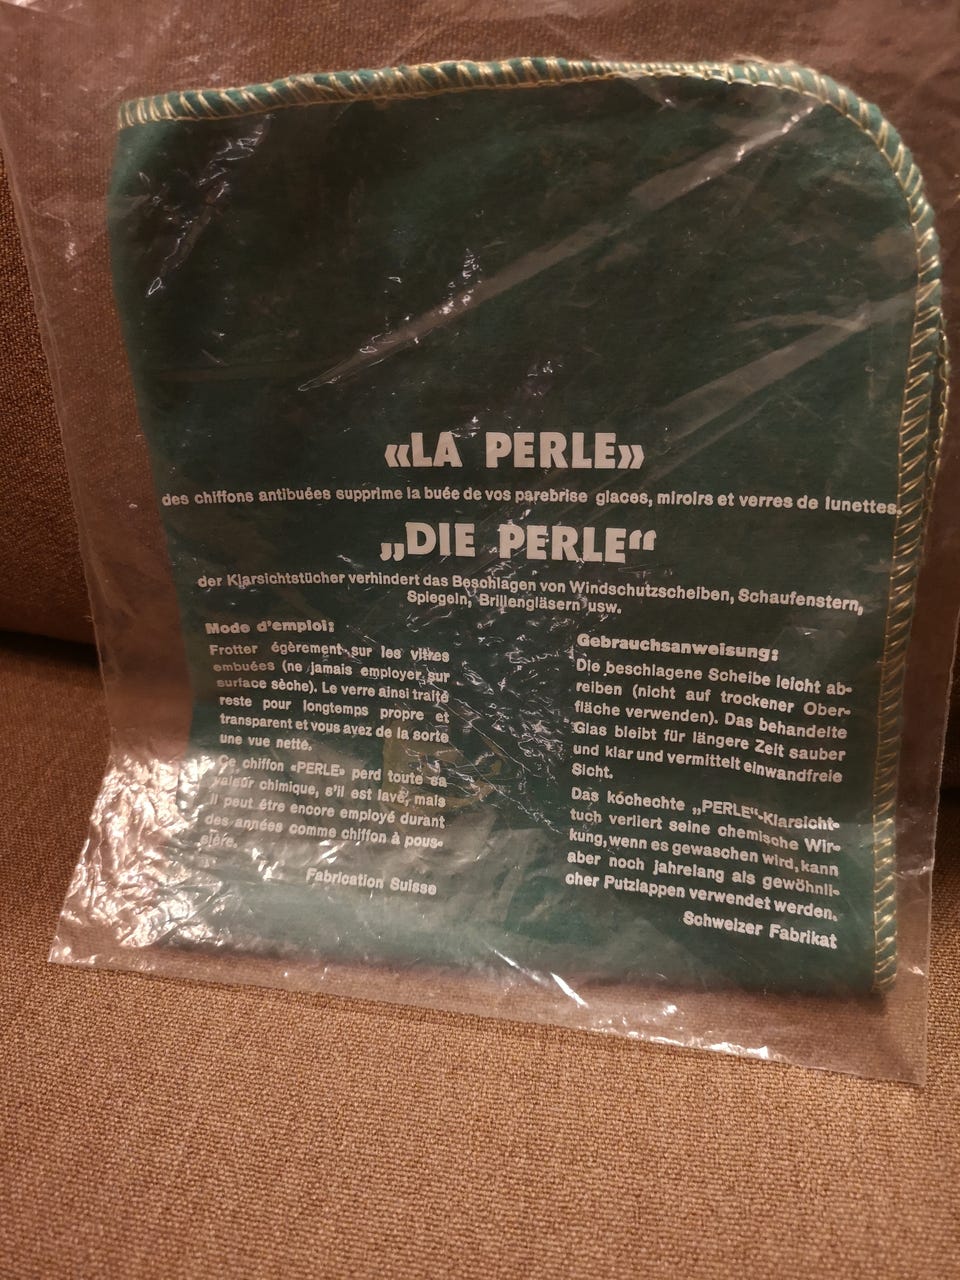 «LA PERLE»
des chiffons antibuées supprime la buée de vos parebrise glaces, miroirs et verres de lunettes.
„DIE PERLE“
der Klarsichtstücher verhindert das Beschlagen von Windschutzscheiben, Schaufenstern,
Spiegeln, Brillengläsern usw.
Mode d'emploi:
Frotter égèrement sur les vitres
embuées (ne jamais employer sur
surface sèche). Le verre ainsi traité
reste pour longtemps propre et
transparent et vous avez de la sorte
une vue nette.
Ce chiffon «PERLE» perd toute sa
valeur chimique, s'il est lavé, mais
il peut être encore employé durant
des années comme chiffon à pous-
sière.
Fabrication Suisse
Gebrauchsanweisung:
Die beschlagene Scheibe leicht ab-
reiben (nicht auf trockener Ober-
fläche verwenden). Das behandelte
Glas bleibt für längere Zeit sauber
und klar und vermittelt einwandfreie
Sicht.
Das kochechte „PERLE“-Klarsicht-
tuch verliert seine chemische Wir-
kung, wenn es gewaschen wird, kann
aber noch jahrelang als gewöhnli-
cher Putzlappen verwendet werden.
Schweizer Fabrikat